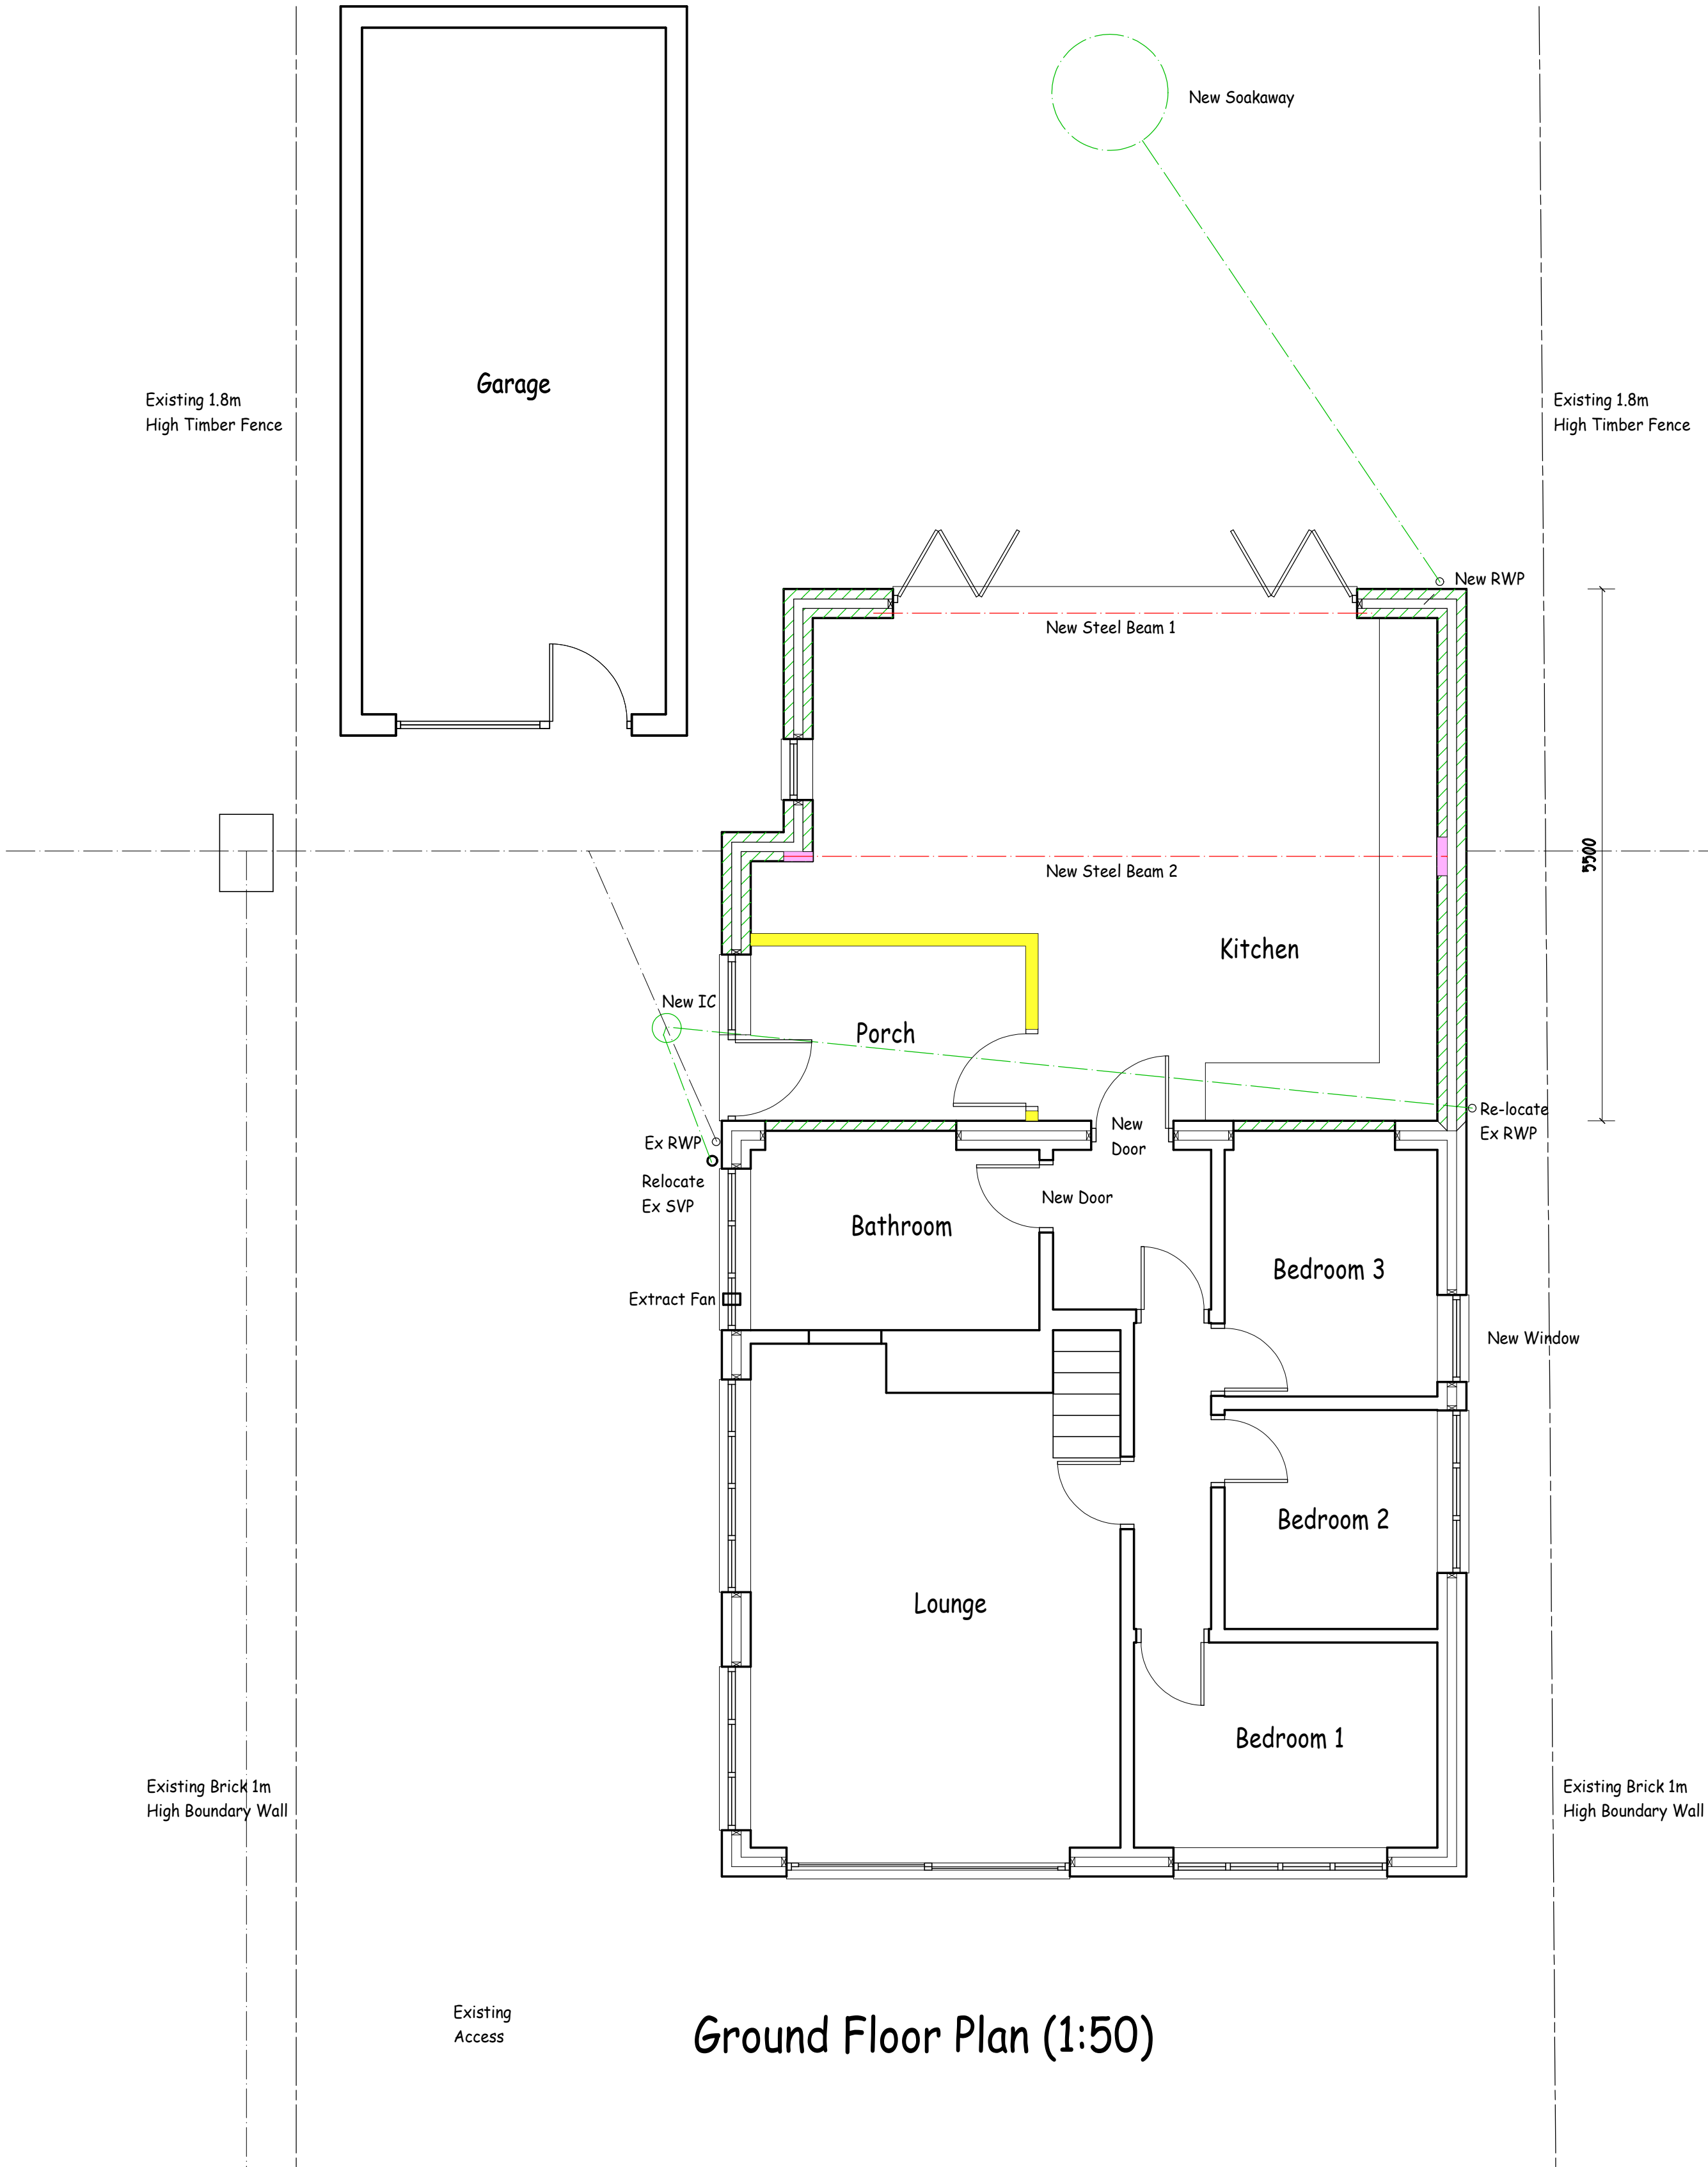 New Soakaway
Garage
Existing 1.8m
High Timber Fence
Existing 1.8m
High Timber Fence
New RWP
New Steel Beam 1
5500
New Steel Beam 2
Kitchen
New IC
Porch
Re-locate
Ex RWP
New
Door
Ex RWP
Relocate
Ex SVP
New Door
Bathroom
Bedroom 3
Extract Fan
New Window
Bedroom 2
Lounge
Bedroom 1
Existing Brick 1m
High Boundary Wall
Existing Brick 1m
High Boundary Wall
Existing
Access
Ground Floor Plan (1:50)